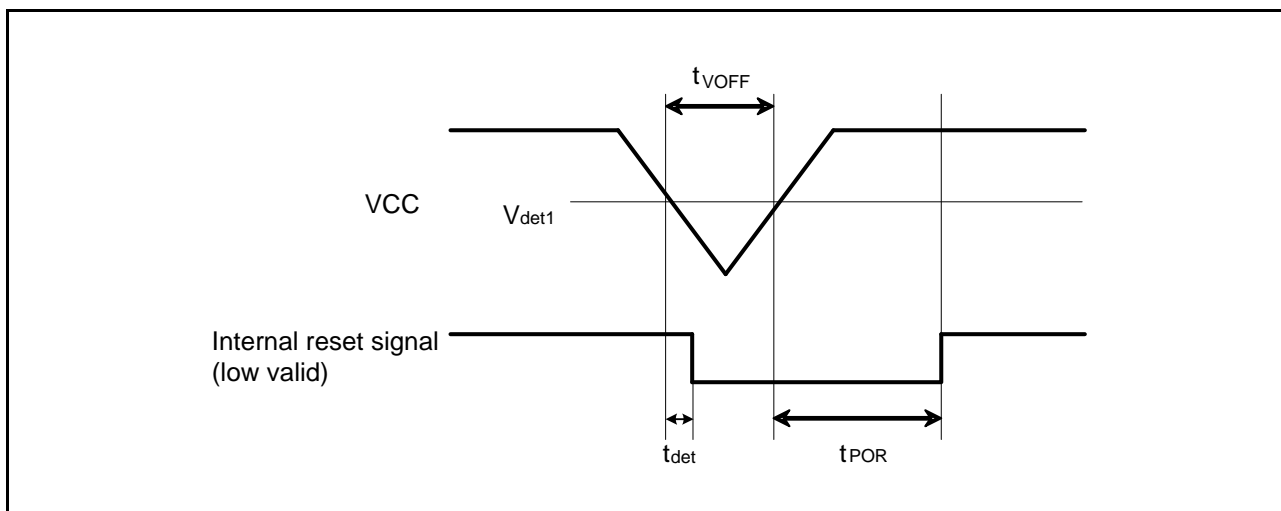 tVOFF
VCC
Vdet1
Internal reset signal
(low valid)
tdet
tPOR